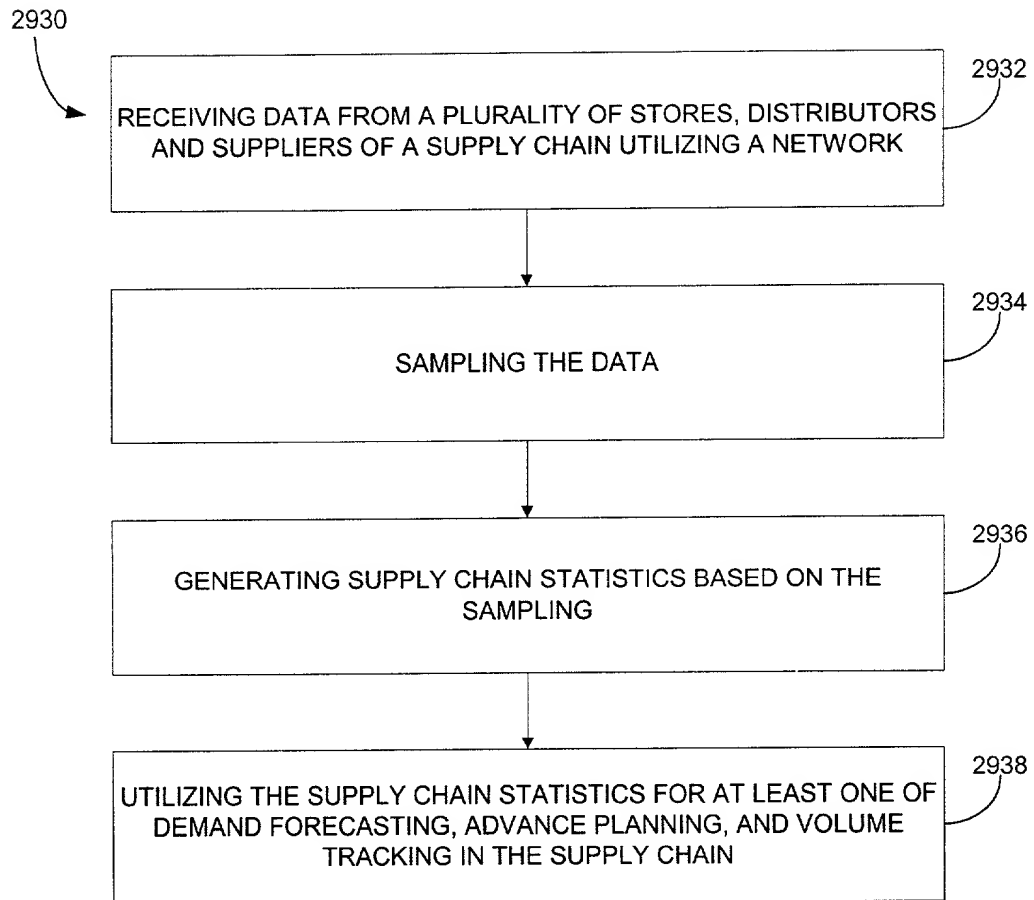 2930
2932
RECEIVING DATA FROM A PLURALITY OF STORES, DISTRIBUTORS
AND SUPPLIERS OF A SUPPLY CHAIN UTILIZING A NETWORK
2934
SAMPLING THE DATA
2936
GENERATING SUPPLY CHAIN STATISTICS BASED ON THE
SAMPLING
2938
UTILIZING THE SUPPLY CHAIN STATISTICS FOR AT LEAST ONE OF
DEMAND FORECASTING, ADVANCE PLANNING, AND VOLUME
TRACKING IN THE SUPPLY CHAIN